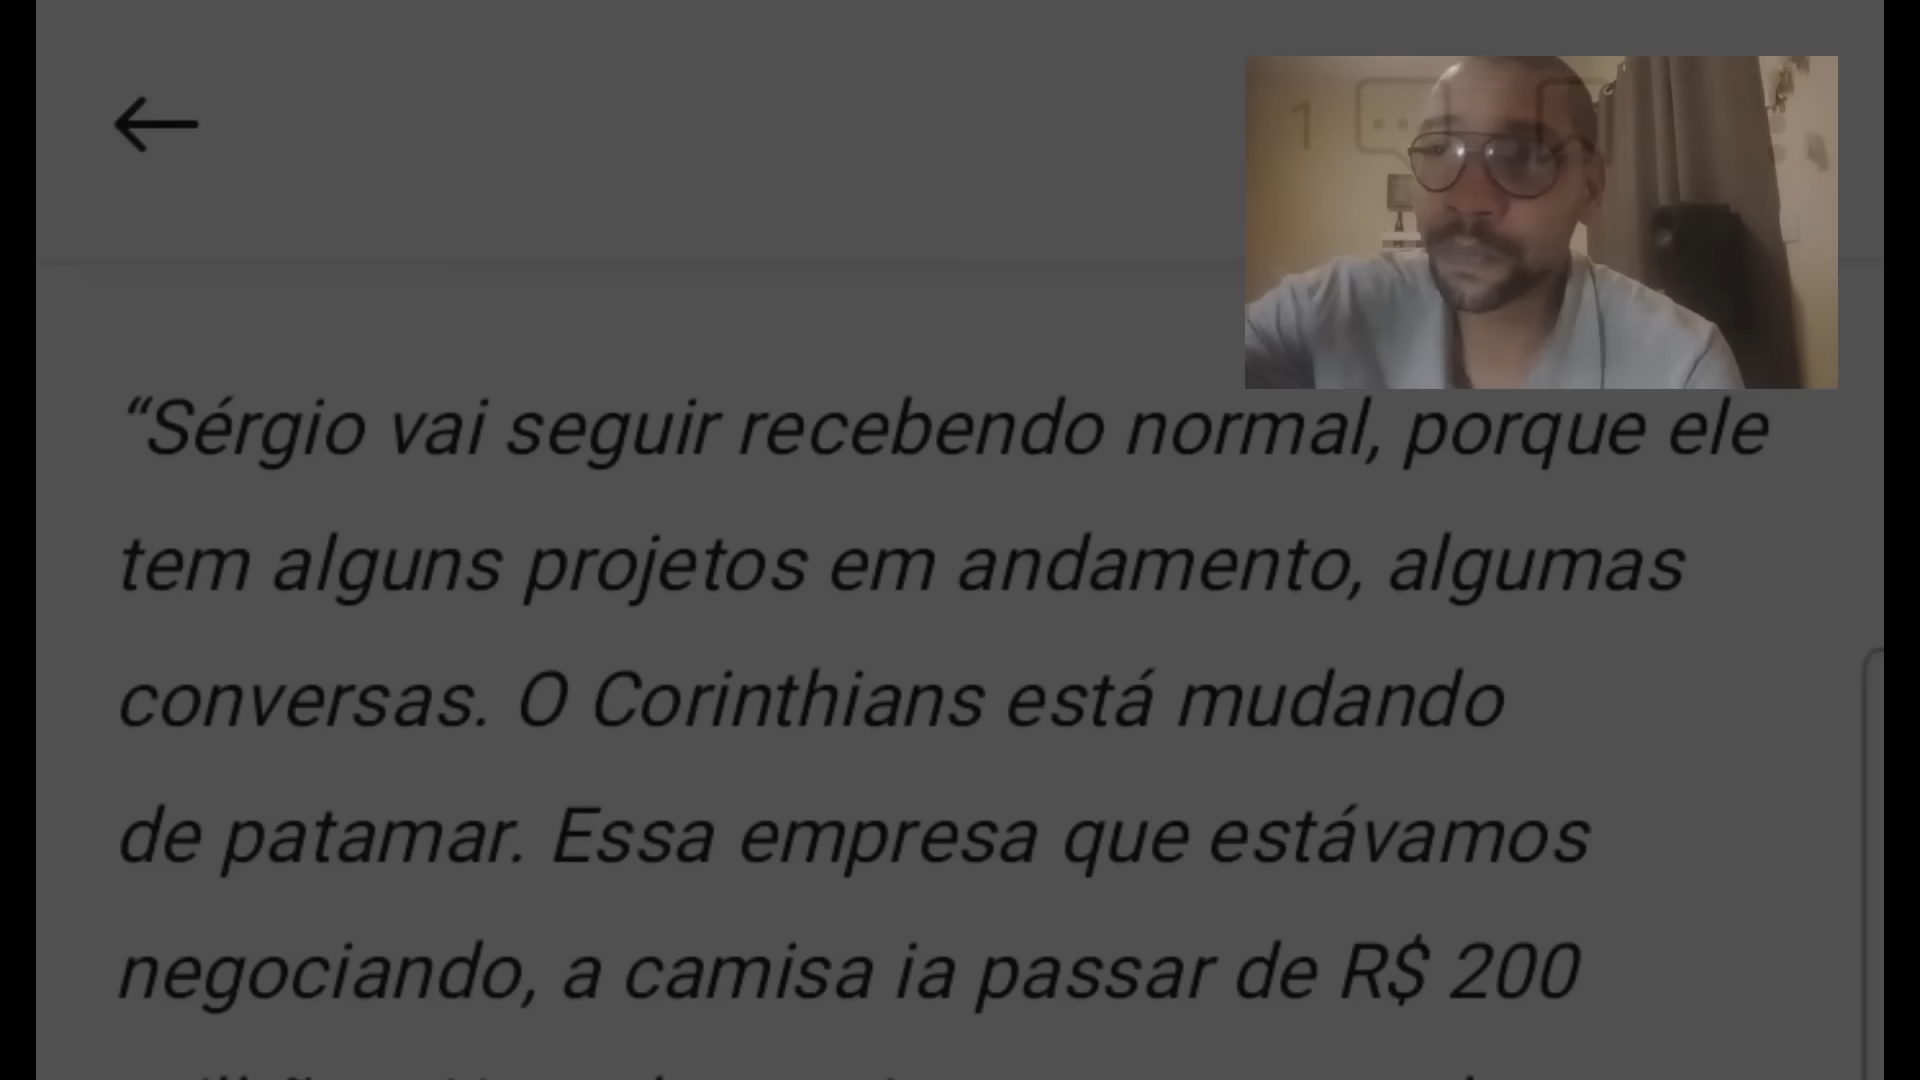 1
“Sérgio vai seguir recebendo normal, porque ele
tem alguns projetos em andamento, algumas
conversas. O Corinthians está mudando
de patamar. Essa empresa que estávamos
negociando, a camisa ia passar de R$ 200